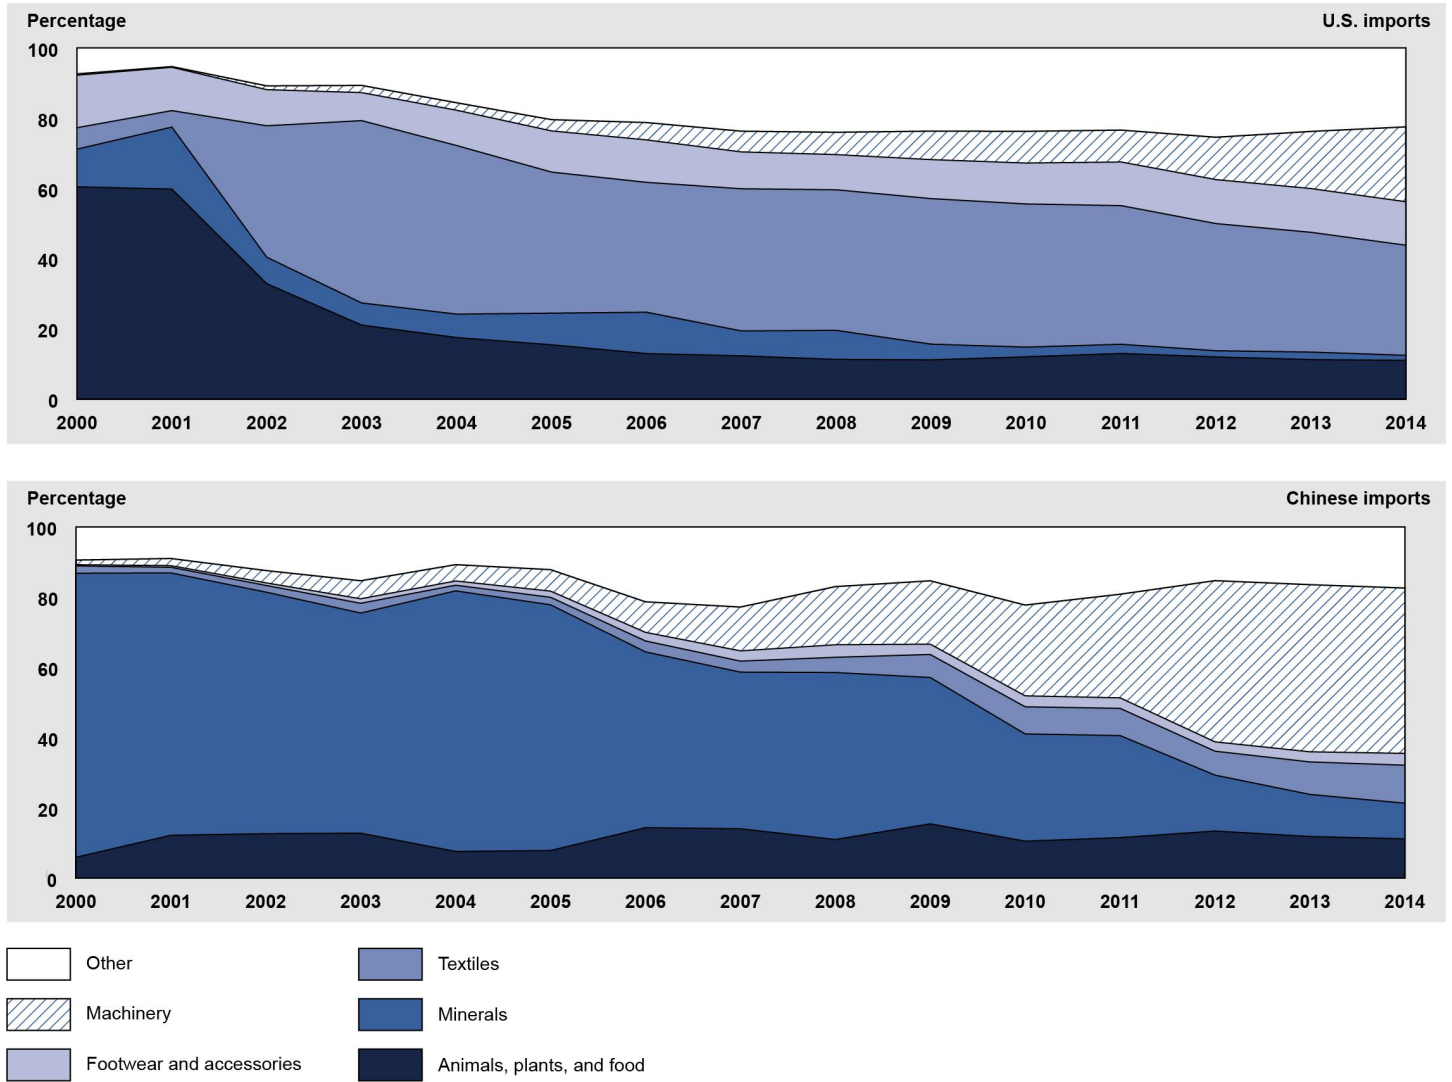 Percentage U.S. imports
100
80
60
40
20
0
2000 2001 2002 2003 2004 2005 2006 2007 2008 2009 2010 2011 2012 2013 2014
Percentage Chinese imports
100
80
60
40
20
0
2000 2001 2002 2003 2004 2005 2006 2007 2008 2009 2010 2011 2012 2013 2014
Other Textiles
Machinery Minerals
Footwear and accessories Animals, plants, and food